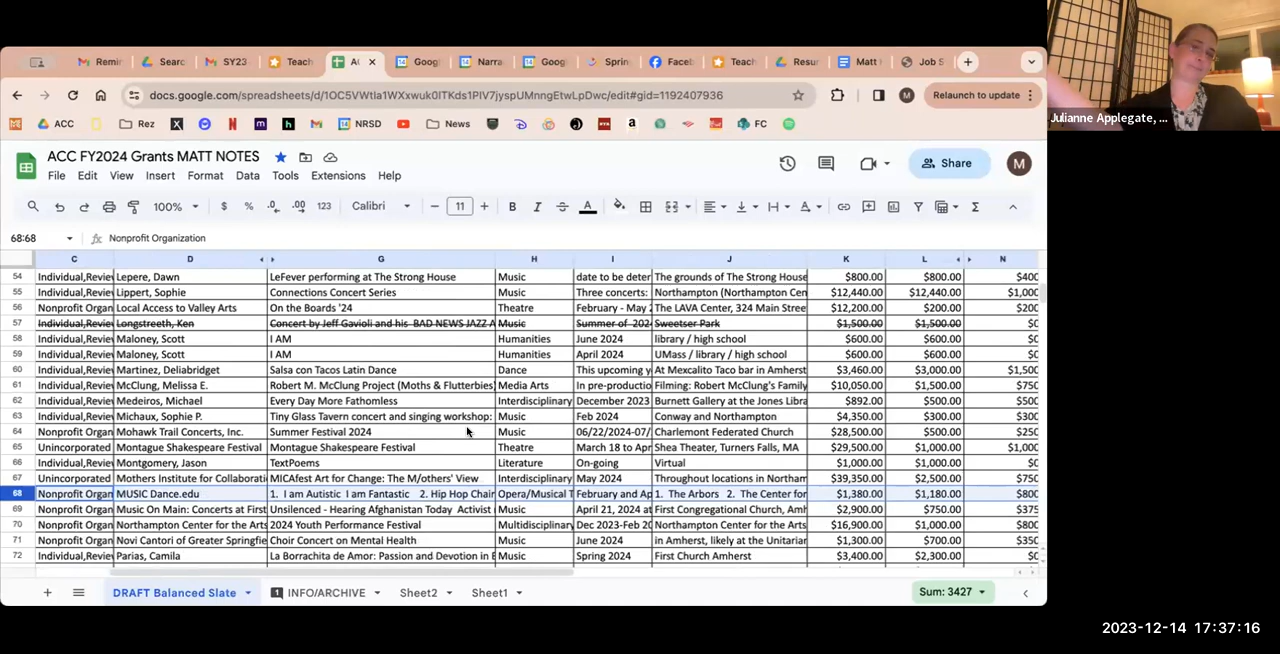 Remin Searc SY23 Teach AC Googl Narra Googl Sprin Faceb Teach Resur Matt Job S
docs.google.com/spreadsheets/d/1OC5VWtIa1WXxwuk0ITKds1PIV7jyspUMnngEtwLpDwc/edit#gid=1192407936 M Relaunch to update
ACC Rez NRSD News FC
Julianne Applegate, ...
ACC FY2024 Grants MATT NOTES
Share M
File Edit View Insert Format Data Tools Extensions Help
100% $ % .0 .00 123 Calibri 11 B I A
68:68 fx Nonprofit Organization
C D G H I J K L N
54 Individual,Review Lepere, Dawn LeFever performing at The Strong House Music date to be deter The grounds of The Strong House $800.00 $800.00 $400
55 Individual,Review Lippert, Sophie Connections Concert Series Music Three concerts: Northampton (Northampton Cen $12,440.00 $12,440.00 $1,000
56 Nonprofit Organ Local Access to Valley Arts On the Boards '24 Theatre February - May 2 The LAVA Center, 324 Main Stree $12,200.00 $200.00 $200
57 Individual,Review Longstreeth, Ken Concert by Jeff Gavioli and his BAD NEWS JAZZ A Music Summer of 202 Sweetser Park $1,500.00 $1,500.00 $0
58 Individual,Review Maloney, Scott I AM Humanities June 2024 library / high school $600.00 $600.00 $0
59 Individual,Review Maloney, Scott I AM Humanities April 2024 UMass / library / high school $600.00 $600.00 $0
60 Individual,Review Martinez, Deliabridget Salsa con Tacos Latin Dance Dance This upcoming y At Mexcalito Taco bar in Amherst $3,460.00 $3,000.00 $1,500
61 Individual,Review McClung, Melissa E. Robert M. McClung Project (Moths & Flutterbies) Media Arts In pre-productio Filming: Robert McClung's Family $10,050.00 $1,500.00 $750
62 Individual,Review Medeiros, Michael Every Day More Fathomless Interdisciplinary December 2023 Burnett Gallery at the Jones Libra $892.00 $500.00 $500
63 Individual,Review Michaux, Sophie P. Tiny Glass Tavern concert and singing workshop: Music Feb 2024 Conway and Northampton $4,350.00 $300.00 $300
64 Nonprofit Organ Mohawk Trail Concerts, Inc. Summer Festival 2024 Music 06/22/2024-07/ Charlemont Federated Church $28,500.00 $500.00 $250
65 Unincorporated Montague Shakespeare Festival Montague Shakespeare Festival Theatre March 18 to Apr Shea Theater, Turners Falls, MA $29,500.00 $1,000.00 $1,000
66 Individual,Review Montgomery, Jason TextPoems Literature On-going Virtual $1,000.00 $1,000.00 $0
67 Unincorporated Mothers Institute for Collaboratio MICAfest Art for Change: The M/others' View Interdisciplinary May 2024 Throughout locations in Northam $39,350.00 $2,500.00 $750
68 Nonprofit Organ MUSIC Dance.edu 1. I am Autistic I am Fantastic 2. Hip Hop Chair Opera/Musical T February and Ap 1. The Arbors 2. The Center for $1,380.00 $1,180.00 $800
69 Nonprofit Organ Music On Main: Concerts at First Unsilenced - Hearing Afghanistan Today Activist Music April 21, 2024 at First Congregational Church, Amh $2,900.00 $750.00 $375
70 Nonprofit Organ Northampton Center for the Arts 2024 Youth Performance Festival Multidisciplinary Dec 2023-Feb 20 Northampton Center for the Arts $16,900.00 $1,000.00 $800
71 Nonprofit Organ Novi Cantori of Greater Springfie Choir Concert on Mental Health Music June 2024 in Amherst, likely at the Unitarian $1,300.00 $700.00 $350
72 Individual,Review Parias, Camila La Borrachita de Amor: Passion and Devotion in E Music Spring 2024 First Church Amherst $3,400.00 $2,300.00 $0
DRAFT Balanced Slate 1 INFO/ARCHIVE Sheet2 Sheet1 Sum: 3427
2023-12-14 17:37:16